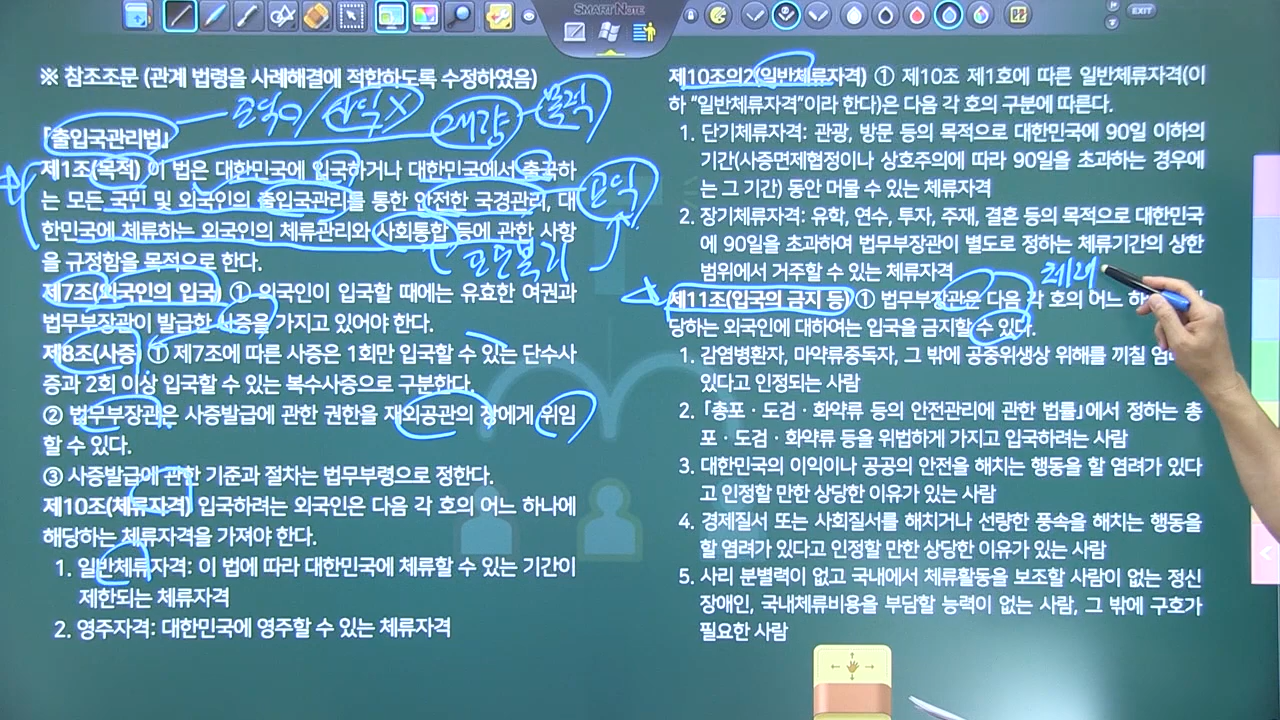 SMART NOTE
EXIT
※ 참조조문 (관계 법령을 사례해결에 적합하도록 수정하였음)
공익O/사익X
재량
「출입국관리법」
제1조(목적) 이 법은 대한민국에 입국하거나 대한민국에서 출국하
는 모든 국민 및 외국인의 출입국관리를 통한 안전한 국경관리, 대
공익
한민국에 체류하는 외국인의 체류관리와 사회통합 등에 관한 사항
을 규정함을 목적으로 한다.
제7조(외국인의 입국) ① 외국인이 입국할 때에는 유효한 여권과
법무부장관이 발급한 사증을 가지고 있어야 한다.
제8조(사증) ① 제7조에 따른 사증은 1회만 입국할 수 있는 단수사
증과 2회 이상 입국할 수 있는 복수사증으로 구분한다.
② 법무부장관은 사증발급에 관한 권한을 재외공관의 장에게 위임
할 수 있다.
③ 사증발급에 관한 기준과 절차는 법무부령으로 정한다.
제10조(체류자격) 입국하려는 외국인은 다음 각 호의 어느 하나에
해당하는 체류자격을 가져야 한다.
1. 일반체류자격: 이 법에 따라 대한민국에 체류할 수 있는 기간이
제한되는 체류자격
2. 영주자격: 대한민국에 영주할 수 있는 체류자격
제10조의2(일반체류자격) ① 제10조 제1호에 따른 일반체류자격(이
하 "일반체류자격"이라 한다)은 다음 각 호의 구분에 따른다.
1. 단기체류자격: 관광, 방문 등의 목적으로 대한민국에 90일 이하의
기간(사증면제협정이나 상호주의에 따라 90일을 초과하는 경우에
는 그 기간) 동안 머물 수 있는 체류자격
2. 장기체류자격: 유학, 연수, 투자, 주재, 결혼 등의 목적으로 대한민국
에 90일을 초과하여 법무부장관이 별도로 정하는 체류기간의 상한
범위에서 거주할 수 있는 체류자격
제11조(입국의 금지 등) ① 법무부장관은 다음 각 호의 어느 하
당하는 외국인에 대하여는 입국을 금지할 수 있다.
1. 감염병환자, 마약류중독자, 그 밖에 공중위생상 위해를 끼칠 염
있다고 인정되는 사람
2. 「총포ㆍ도검ㆍ화약류 등의 안전관리에 관한 법률」에서 정하는 총
포ㆍ도검ㆍ화약류 등을 위법하게 가지고 입국하려는 사람
3. 대한민국의 이익이나 공공의 안전을 해치는 행동을 할 염려가 있다
고 인정할 만한 상당한 이유가 있는 사람
4. 경제질서 또는 사회질서를 해치거나 선량한 풍속을 해치는 행동을
할 염려가 있다고 인정할 만한 상당한 이유가 있는 사람
5. 사리 분별력이 없고 국내에서 체류활동을 보조할 사람이 없는 정신
장애인, 국내체류비용을 부담할 능력이 없는 사람, 그 밖에 구호가
필요한 사람